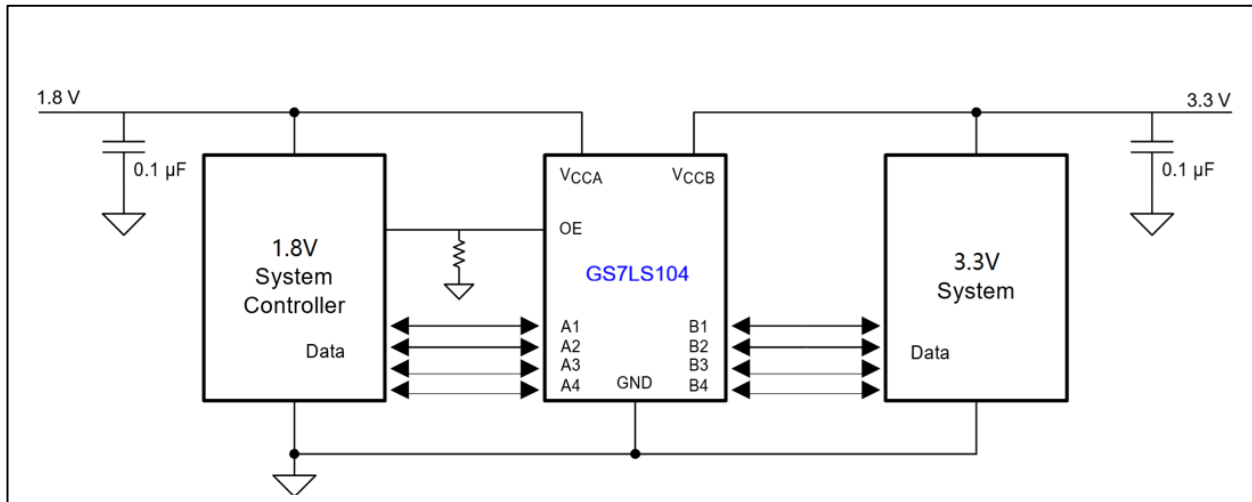 1.8 V
3.3 V
0.1 µF
0.1 µF
VCCA
VCCB
OE
1.8V
System
Controller
GS7LS104
3.3V
System
A1
B1
A2
B2
Data
A3
B3
Data
A4
GND
B4